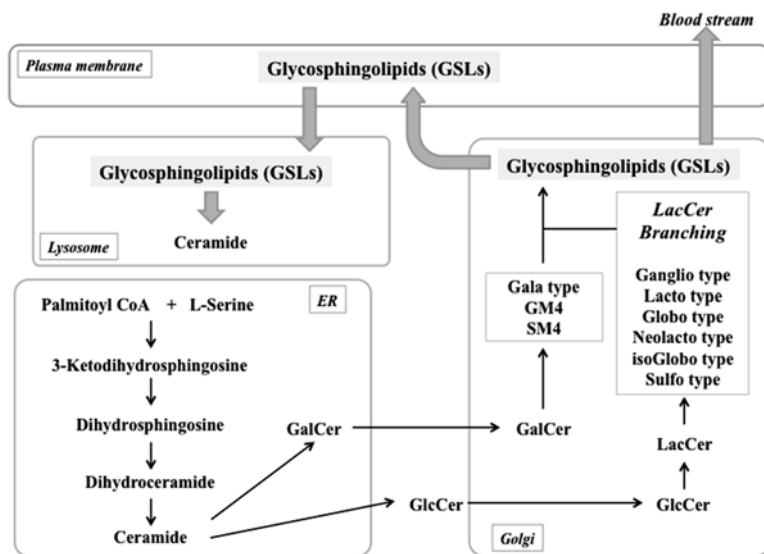 Blood stream
Plasma membrane
Glycosphingolipids (GSLs)
Glycosphingolipids (GSLs)
Ceramide
Lysosome
Glycosphingolipids (GSLs)
LacCer
Branching
Ganglio type
Lacto type
Globo type
Neolacto type
isoGlobo type
Sulfo type
Gala type
GM4
SM4
ER
Palmitoyl CoA + L-Serine
3-Ketodihydrosphingosine
Dihydrosphingosine
Dihydroceramide
Ceramide
GalCer
GalCer
LacCer
GlcCer
GlcCer
Golgi